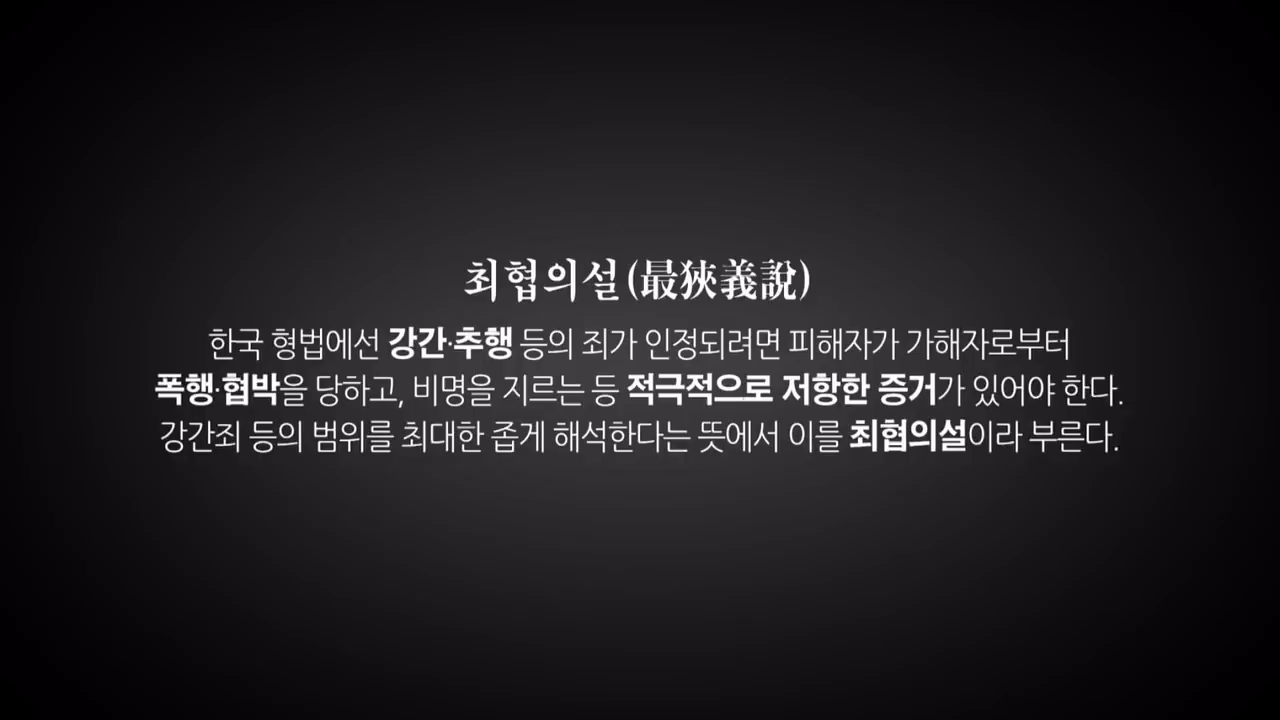 최협의설(最狹義說)
한국 형법에선 강간·추행 등의 죄가 인정되려면 피해자가 가해자로부터
폭행·협박을 당하고, 비명을 지르는 등 적극적으로 저항한 증거가 있어야 한다.
강간죄 등의 범위를 최대한 좁게 해석한다는 뜻에서 이를 최협의설이라 부른다.